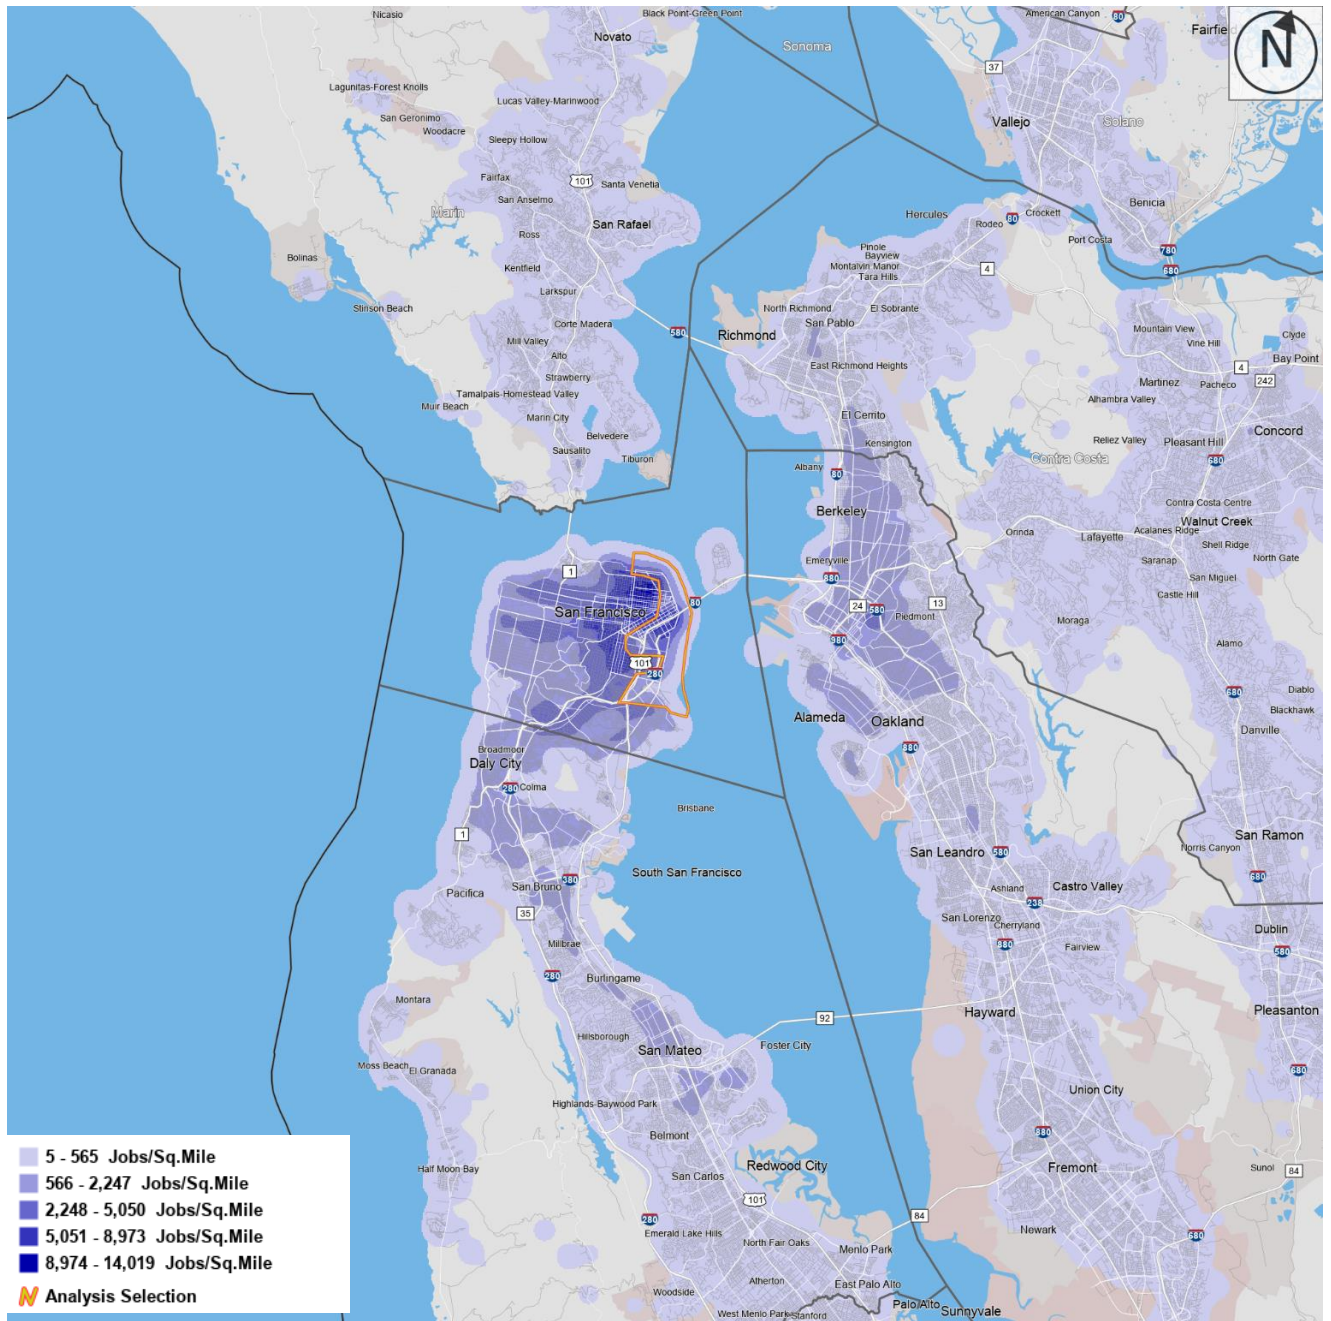 Nicasio
Black Point-Green Point
American Canyon
80
Fairfield
Novato
Sonoma
N
37
Lagunitas-Forest Knolls
Lucas Valley-Marinwood
San Geronimo
Woodacre
Vallejo
Solano
Sleepy Hollow
Fairfax
101
Santa Venetia
San Anselmo
Benicia
Marin
Hercules
Crockett
80
Rodeo
Ross
San Rafael
Port Costa
Pinole
Bayview
780
Bolinas
Kentfield
Montalvin Manor
Tara Hills
4
680
Larkspur
Stinson Beach
North Richmond
El Sobrante
Corte Madera
San Pablo
580
Richmond
Mountain View
Clyde
Mill Valley
Vine Hill
Alto
Bay Point
East Richmond Heights
4
Strawberry
Martinez
Pacheco
242
Tamalpais-Homestead Valley
Alhambra Valley
Muir Beach
Marin City
El Cerrito
Belvedere
Kensington
Reliez Valley
Pleasant Hill
Concord
Sausalito
Tiburon
Albany
Contra Costa
680
80
Contra Costa Centre
Berkeley
Walnut Creek
Acalanes Ridge
Orinda
Lafayette
Shell Ridge
Emeryville
Saranap
North Gate
1
880
San Miguel
Castle Hill
80
24
580
13
San Francisco
Piedmont
Moraga
980
Alamo
101
280
680
Diablo
Alameda
Oakland
Blackhawk
Danville
Broadmoor
880
Daly City
280
Colma
Brisbane
1
San Ramon
Norris Canyon
San Leandro
580
South San Francisco
680
380
San Bruno
Ashland
Castro Valley
Pacifica
238
35
San Lorenzo
Cherryland
Dublin
Millbrae
880
Fairview
580
280
Burlingame
Montara
92
Hayward
Pleasanton
Hillsborough
San Mateo
Foster City
Moss Beach
El Granada
680
Union City
Highlands-Baywood Park
Belmont
880
5 - 565 Jobs/Sq.Mile
Half Moon Bay
San Carlos
Redwood City
Fremont
Sunol
84
566 - 2,247 Jobs/Sq.Mile
101
2,248 - 5,050 Jobs/Sq.Mile
280
84
Emerald Lake Hills
Newark
680
5,051 - 8,973 Jobs/Sq.Mile
North Fair Oaks
Menlo Park
8,974 - 14,019 Jobs/Sq.Mile
Atherton
East Palo Alto
Analysis Selection
Woodside
Palo Alto
Sunnyvale
West Menlo Park
Stanford